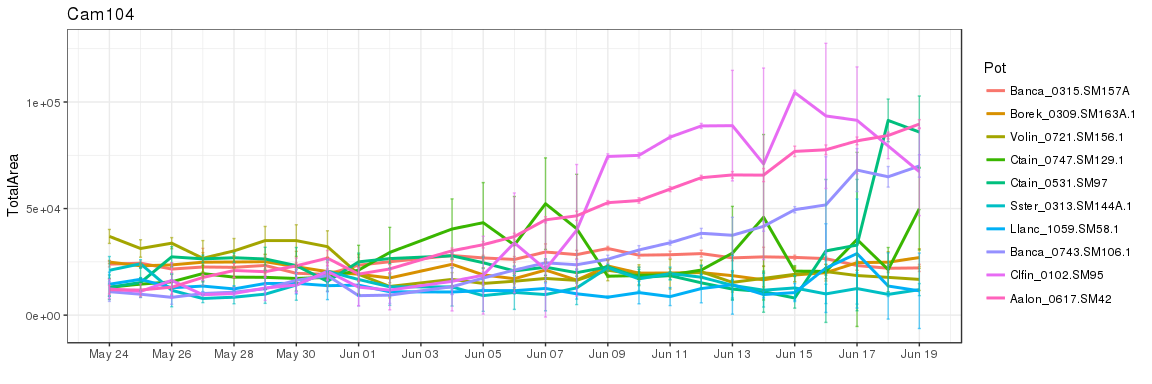 Cam104
TotalArea
1e+05
5e+04
0e+00
May 24 May 26 May 28 May 30 Jun 01 Jun 03 Jun 05 Jun 07 Jun 09 Jun 11 Jun 13 Jun 15 Jun 17 Jun 19
Pot
Banca_0315.SM157A
Borek_0309.SM163A.1
Volin_0721.SM156.1
Ctain_0747.SM129.1
Ctain_0531.SM97
Sster_0313.SM144A.1
Llanc_1059.SM58.1
Banca_0743.SM106.1
Clfin_0102.SM95
Aalon_0617.SM42